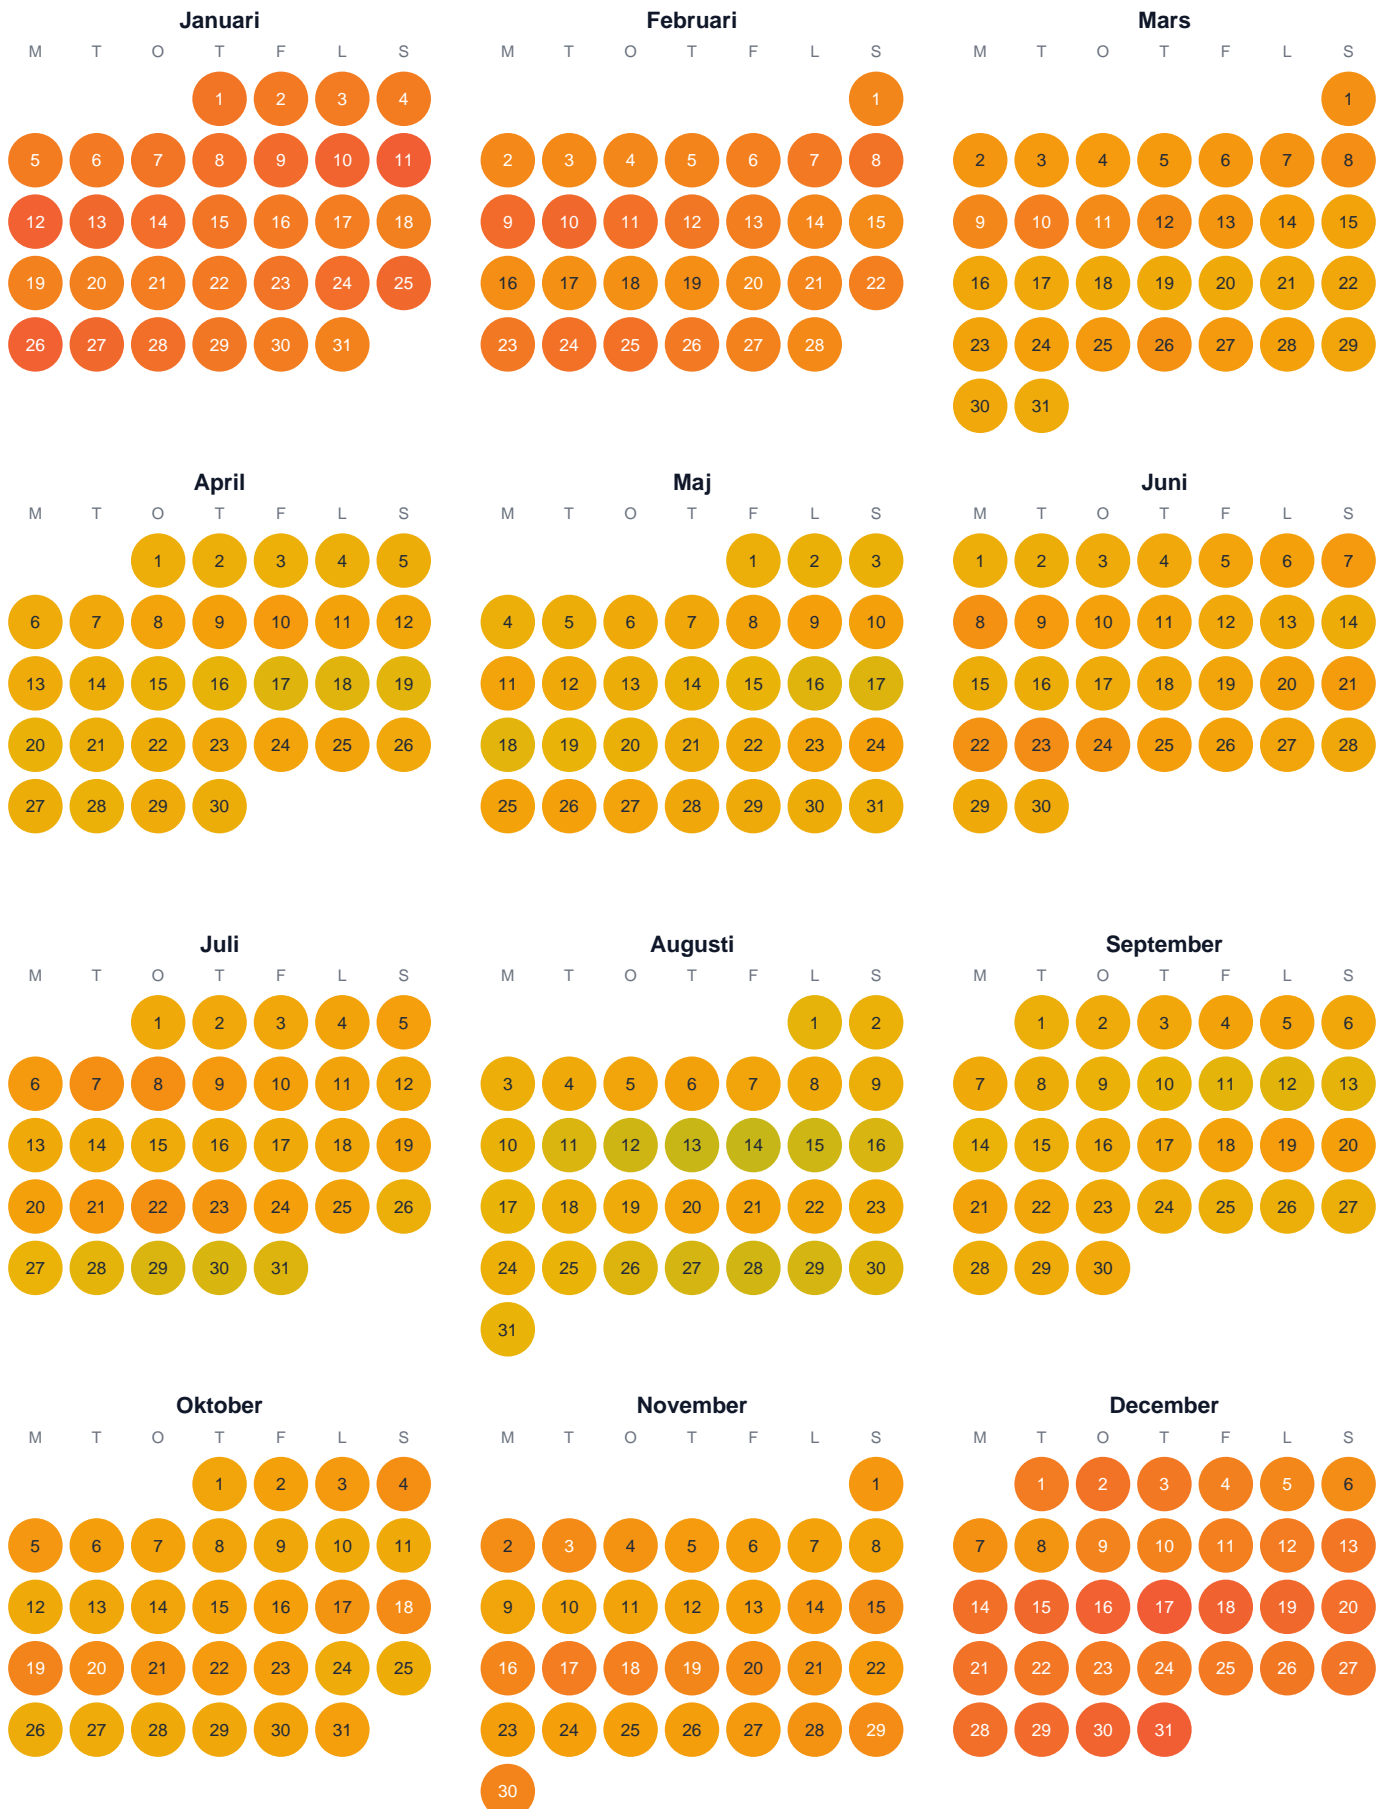 Januari
M T O T F L S
1 2 3 4
5 6 7 8 9 10 11
12 13 14 15 16 17 18
19 20 21 22 23 24 25
26 27 28 29 30 31
Februari
M T O T F L S
1
2 3 4 5 6 7 8
9 10 11 12 13 14 15
16 17 18 19 20 21 22
23 24 25 26 27 28
Mars
M T O T F L S
1
2 3 4 5 6 7 8
9 10 11 12 13 14 15
16 17 18 19 20 21 22
23 24 25 26 27 28 29
30 31
April
M T O T F L S
1 2 3 4 5
6 7 8 9 10 11 12
13 14 15 16 17 18 19
20 21 22 23 24 25 26
27 28 29 30
Maj
M T O T F L S
1 2 3
4 5 6 7 8 9 10
11 12 13 14 15 16 17
18 19 20 21 22 23 24
25 26 27 28 29 30 31
Juni
M T O T F L S
1 2 3 4 5 6 7
8 9 10 11 12 13 14
15 16 17 18 19 20 21
22 23 24 25 26 27 28
29 30
Juli
M T O T F L S
1 2 3 4 5
6 7 8 9 10 11 12
13 14 15 16 17 18 19
20 21 22 23 24 25 26
27 28 29 30 31
Augusti
M T O T F L S
1 2
3 4 5 6 7 8 9
10 11 12 13 14 15 16
17 18 19 20 21 22 23
24 25 26 27 28 29 30
31
September
M T O T F L S
1 2 3 4 5 6
7 8 9 10 11 12 13
14 15 16 17 18 19 20
21 22 23 24 25 26 27
28 29 30
Oktober
M T O T F L S
1 2 3 4
5 6 7 8 9 10 11
12 13 14 15 16 17 18
19 20 21 22 23 24 25
26 27 28 29 30 31
November
M T O T F L S
1
2 3 4 5 6 7 8
9 10 11 12 13 14 15
16 17 18 19 20 21 22
23 24 25 26 27 28 29
30
December
M T O T F L S
1 2 3 4 5 6
7 8 9 10 11 12 13
14 15 16 17 18 19 20
21 22 23 24 25 26 27
28 29 30 31